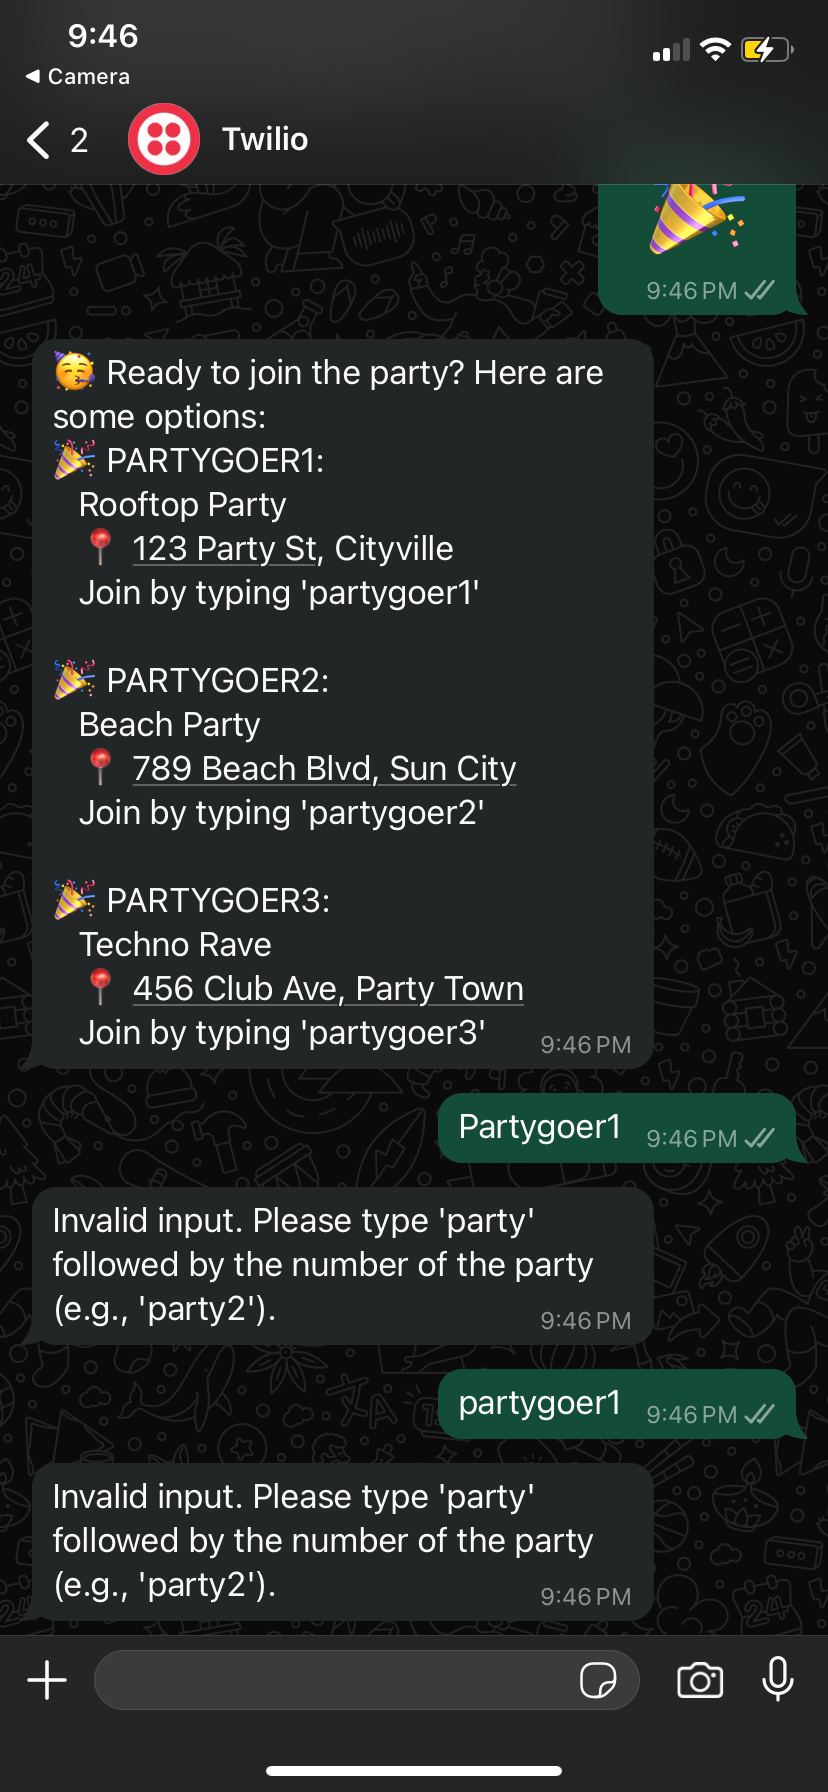 9:46
Camera
2
Twilio
9:46 PM
Ready to join the party? Here are
some options:
PARTYGOER1:
Rooftop Party
123 Party St, Cityville
Join by typing 'partygoer1'
PARTYGOER2:
Beach Party
789 Beach Blvd, Sun City
Join by typing 'partygoer2'
PARTYGOER3:
Techno Rave
456 Club Ave, Party Town
Join by typing 'partygoer3'
9:46 PM
Partygoer1
9:46 PM
Invalid input. Please type 'party'
followed by the number of the party
(e.g., 'party2').
9:46 PM
partygoer1
9:46 PM
Invalid input. Please type 'party'
followed by the number of the party
(e.g., 'party2').
9:46 PM